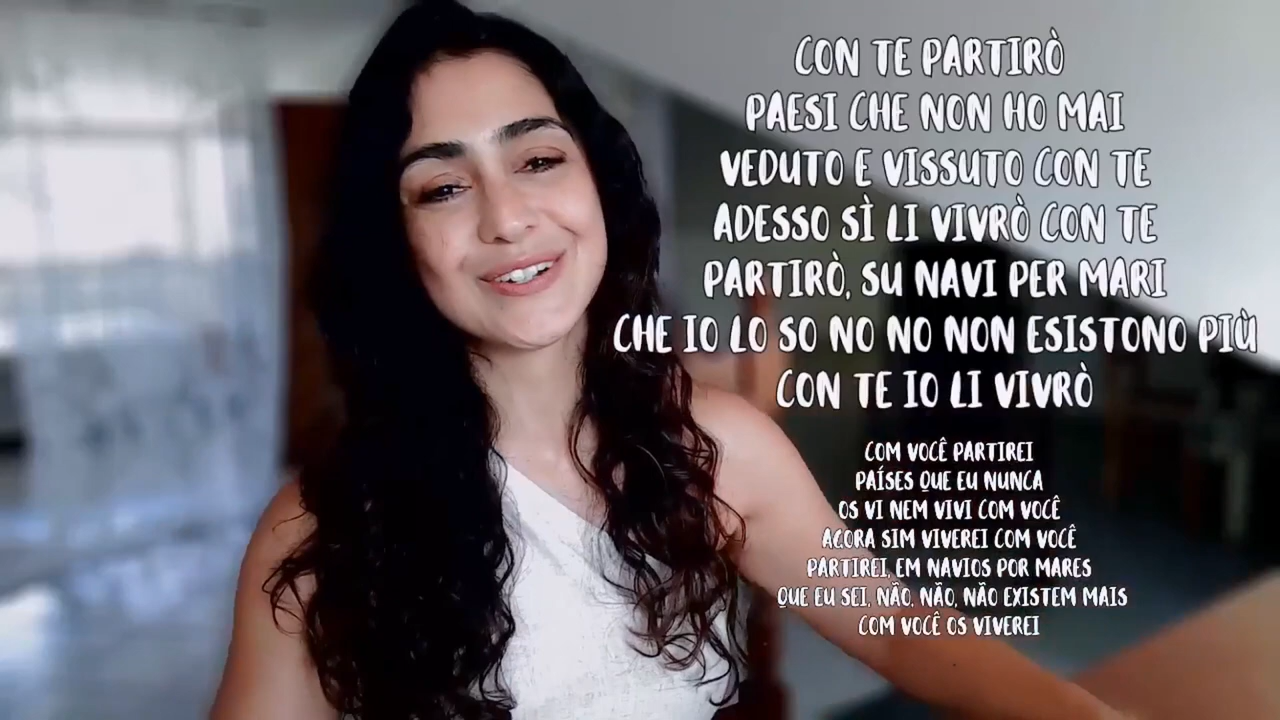 CON TE PARTIRÒ
PAESI CHE NON HO MAI
VEDUTO E VISSUTO CON TE
ADESSO SÌ LI VIVRÒ CON TE
PARTIRÒ, SU NAVI PER MARI
CHE IO LO SO NO NO NON ESISTONO PIÙ
CON TE IO LI VIVRÒ
COM VOCÊ PARTIREI
PAÍSES QUE EU NUNCA
OS VI NEM VIVI COM VOCÊ
AGORA SIM VIVEREI COM VOCÊ
PARTIREI, EM NAVIOS POR MARES
QUE EU SEI, NÃO, NÃO, NÃO EXISTEM MAIS
COM VOCÊ OS VIVEREI